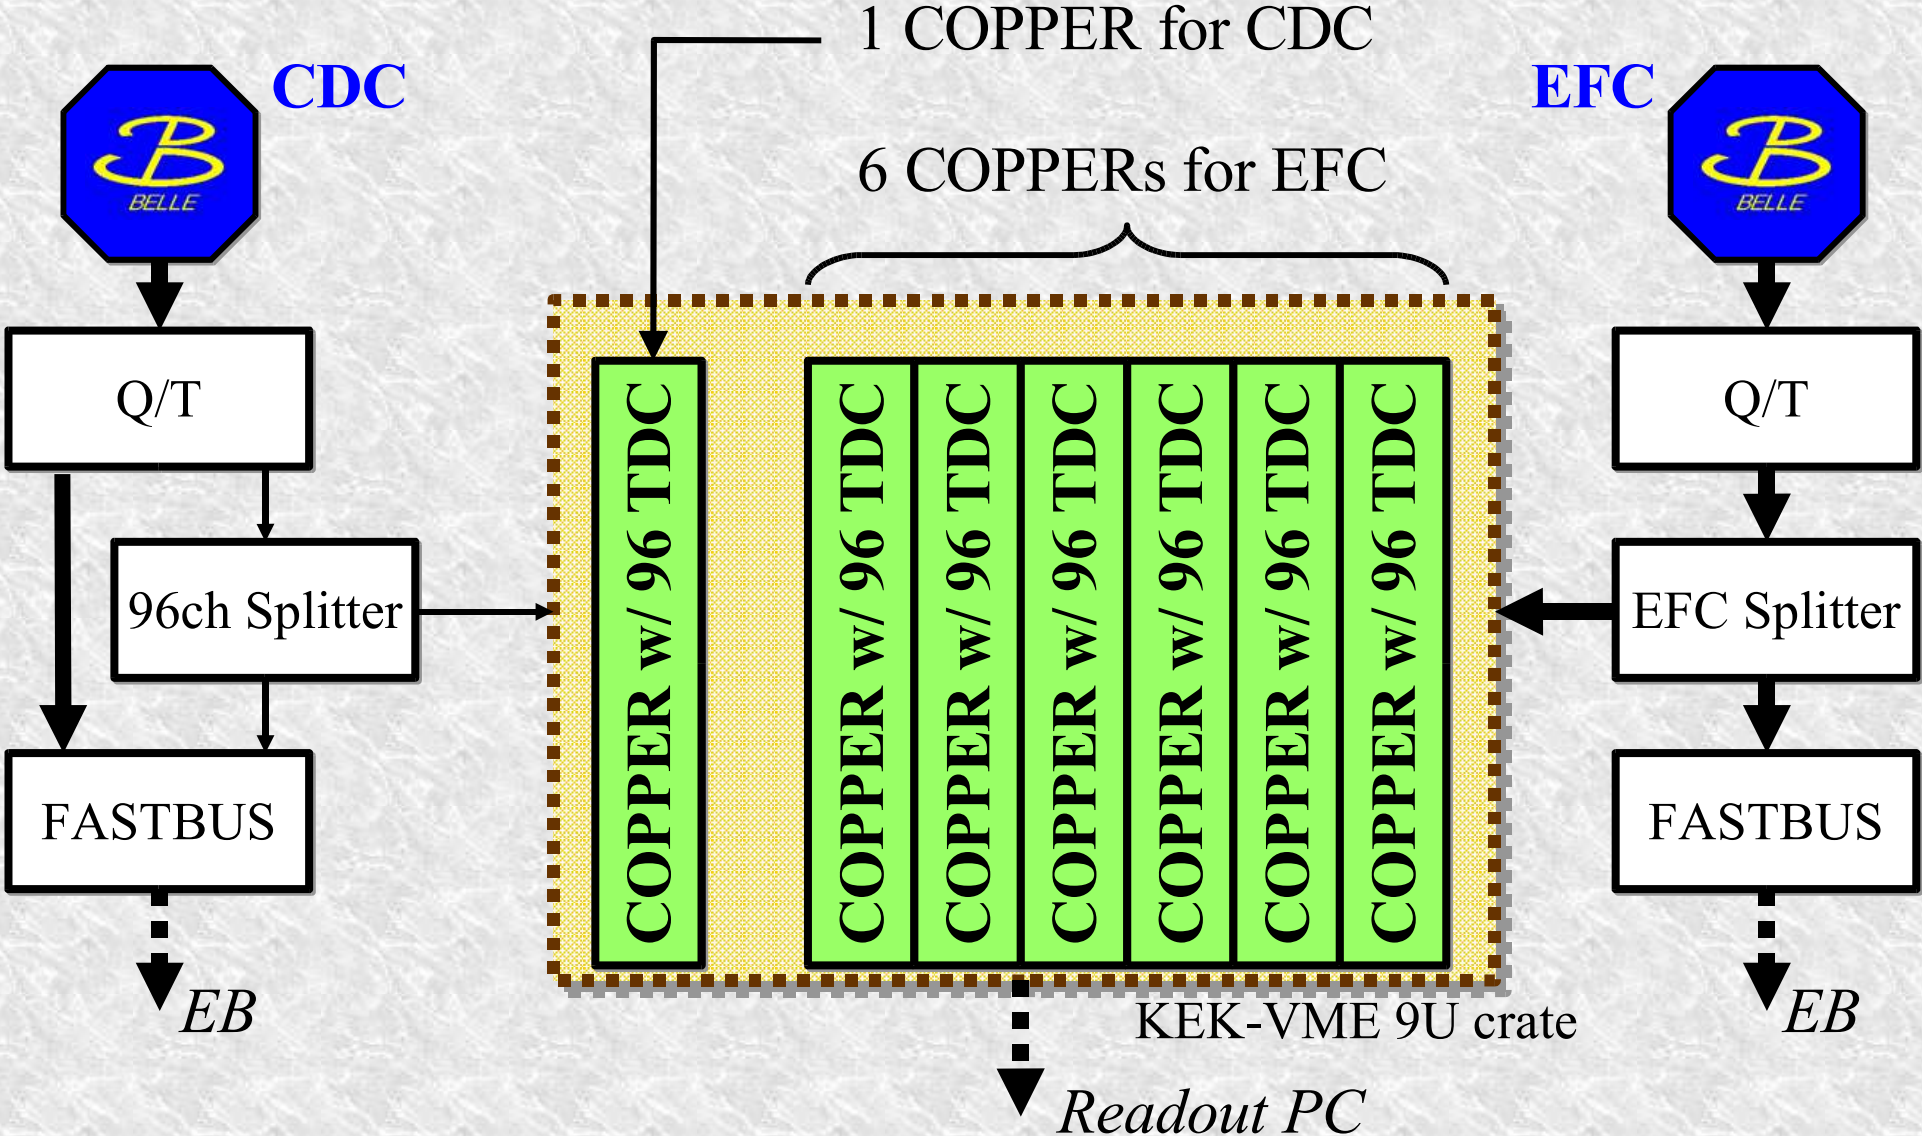 1 COPPER for CDC
CDC
EFC
BELLE
BELLE
6 COPPERs for EFC
Q/T
Q/T
COPPER w/ 96 TDC
COPPER w/ 96 TDC
COPPER w/ 96 TDC
COPPER w/ 96 TDC
COPPER w/ 96 TDC
COPPER w/ 96 TDC
COPPER w/ 96 TDC
96ch Splitter
EFC Splitter
FASTBUS
FASTBUS
EB
KEK-VME 9U crate
EB
Readout PC